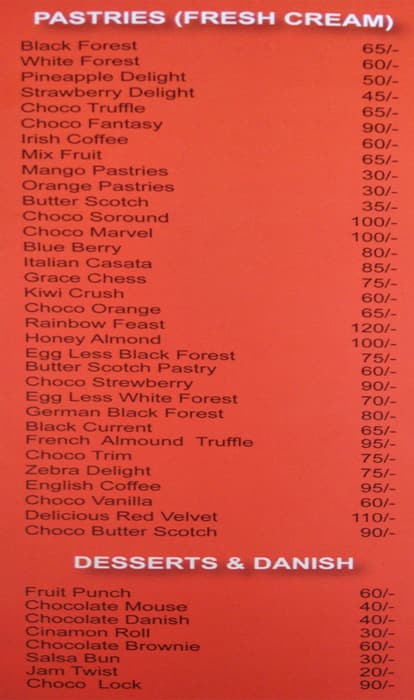 PASTRIES (FRESH CREAM)
Black Forest 65/-
White Forest 60/-
Pineapple Delight 50/-
Strawberry Delight 45/-
Choco Truffle 65/-
Choco Fantasy 90/-
Irish Coffee 60/-
Mix Fruit 65/-
Mango Pastries 30/-
Orange Pastries 30/-
Butter Scotch 35/-
Choco Soround 100/-
Choco Marvel 100/-
Blue Berry 80/-
Italian Casata 85/-
Grace Chess 75/-
Kiwi Crush 60/-
Choco Orange 65/-
Rainbow Feast 120/-
Honey Almond 100/-
Egg Less Black Forest 75/-
Butter Scotch Pastry 60/-
Choco Strewberry 90/-
Egg Less White Forest 70/-
German Black Forest 80/-
Black Current 65/-
French Almound Truffle 95/-
Choco Trim 75/-
Zebra Delight 75/-
English Coffee 95/-
Choco Vanilla 60/-
Delicious Red Velvet 110/-
Choco Butter Scotch 90/-
DESSERTS & DANISH
Fruit Punch 60/-
Chocolate Mouse 40/-
Chocolate Danish 40/-
Cinamon Roll 30/-
Chocolate Brownie 60/-
Salsa Bun 30/-
Jam Twist 20/-
Choco Lock 90/-